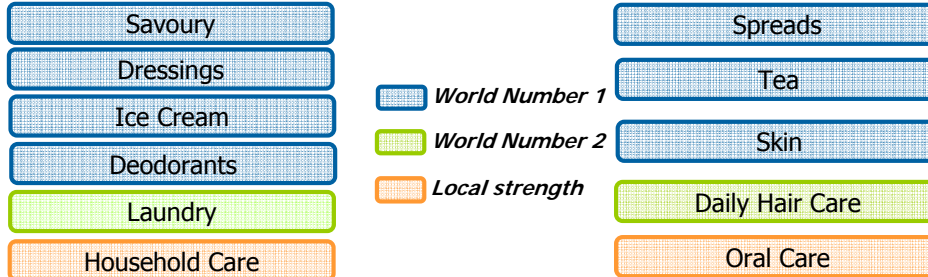 Savoury
Dressings
Ice Cream
Deodorants
Laundry
Household Care
World Number 1
World Number 2
Local strength
Spreads
Tea
Skin
Daily Hair Care
Oral Care